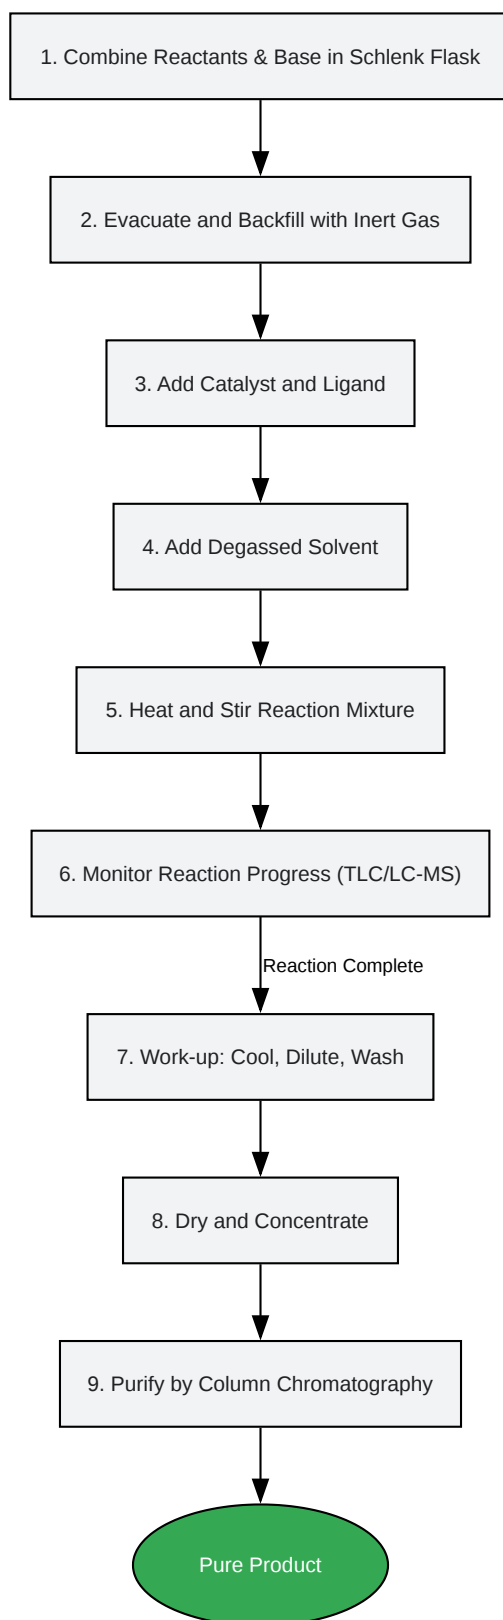 1. Combine Reactants & Base in Schlenk Flask
2. Evacuate and Backfill with Inert Gas
3. Add Catalyst and Ligand
4. Add Degassed Solvent
5. Heat and Stir Reaction Mixture
6. Monitor Reaction Progress (TLC/LC-MS)
Reaction Complete
7. Work-up: Cool, Dilute, Wash
8. Dry and Concentrate
9. Purify by Column Chromatography
Pure Product